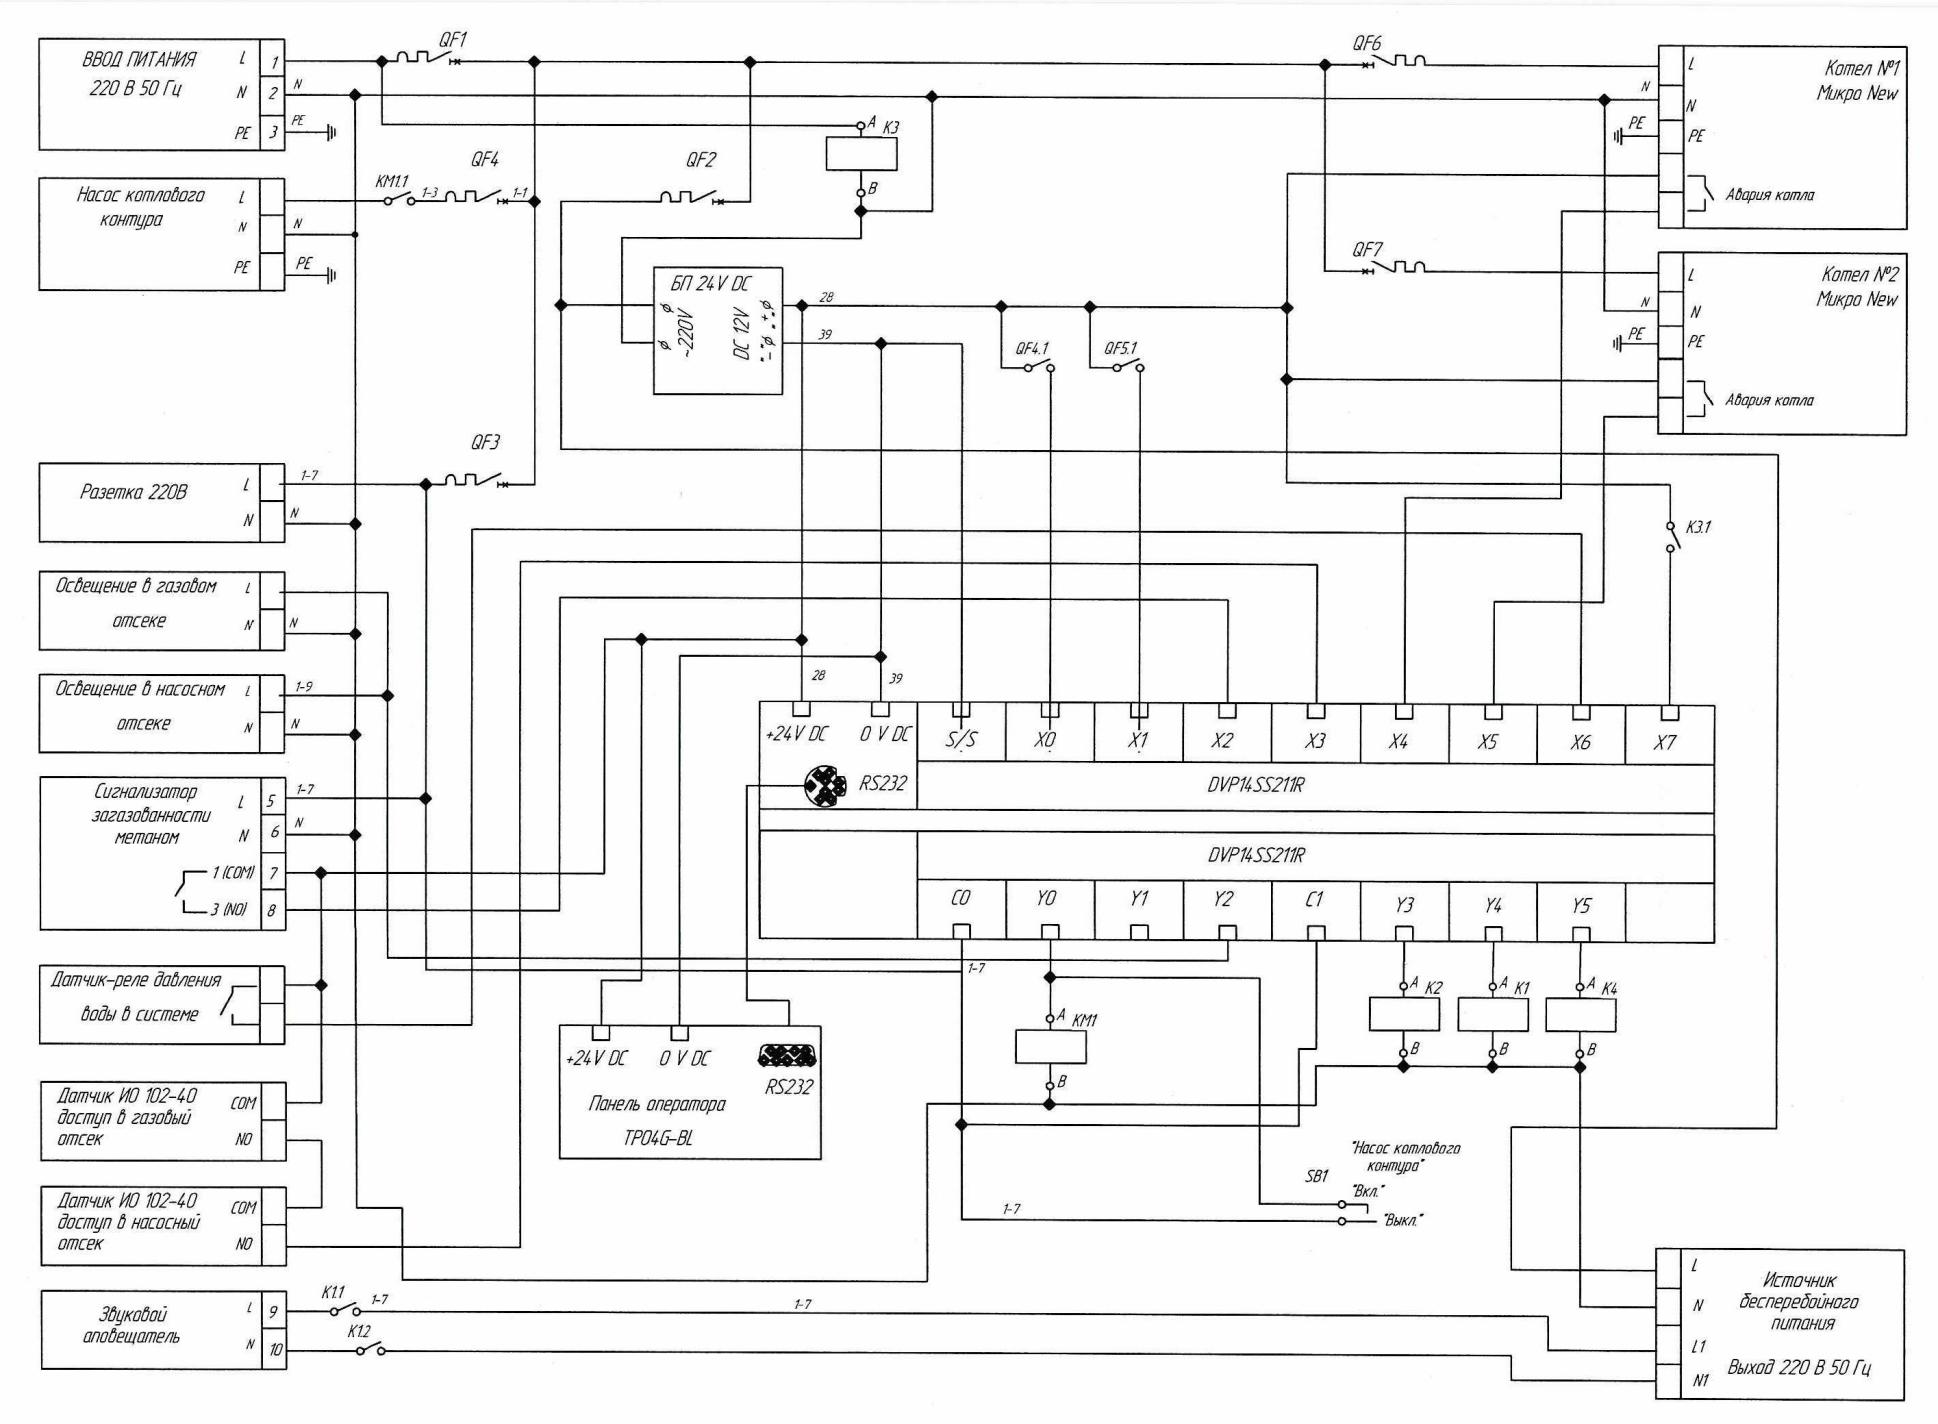 ВВОД ПИТАНИЯ
220 В 50 Гц
L
1
N
2
N
PE
3
PE
QF1
QF6
Котел №1
Микро New
L
N
N
PE
PE
Авария котла
A
K3
B
Насос котлового
контура
L
N
N
PE
PE
KM1.1
1-3
QF4
1-1
QF2
QF7
Котел №2
Микро New
L
N
N
PE
PE
Авария котла
БП 24V DC
~220V
DC 12V
"-" "+"
28
39
QF4.1
QF5.1
QF3
Разетка 220В
L
1-7
N
N
K3.1
Освещение в газовом
отсеке
L
N
N
Освещение в насосном
отсеке
L
1-9
N
N
28
39
+24V DC
0 V DC
S/S
X0
X1
X2
X3
X4
X5
X6
X7
RS232
DVP14SS211R
DVP14SS211R
C0
Y0
Y1
Y2
C1
Y3
Y4
Y5
Сигнализатор
загазованности
метаном
L
5
1-7
N
6
N
1 (COM)
7
3 (NO)
8
Датчик-реле давления
воды в системе
1-7
A
K2
B
A
K1
B
A
K4
B
A
KM1
B
+24V DC
0 V DC
RS232
Панель оператора
TP04G-BL
Датчик ИО 102-40
доступ в газовый
отсек
COM
NO
Датчик ИО 102-40
доступ в насосный
отсек
COM
NO
"Насос котлового
контура"
SB1
"Вкл."
1-7
"Выкл."
Звуковой
оповещатель
L
9
N
10
K1.1
1-7
1-7
K1.2
L
N
L1
N1
Источник
бесперебойного
питания
Выход 220 В 50 Гц